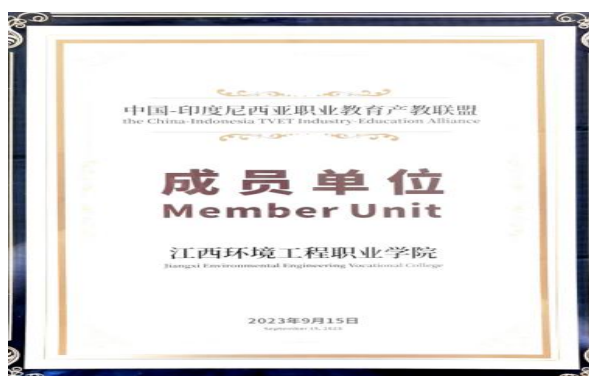 中国-印度尼西亚职业教育产教联盟
the China-Indonesia TVET Industry-Education Alliance
成员单位
Member Unit
江西环境工程职业学院
Jiangxi Environmental Engineering Vocational College
2023年9月15日
September 15, 2023